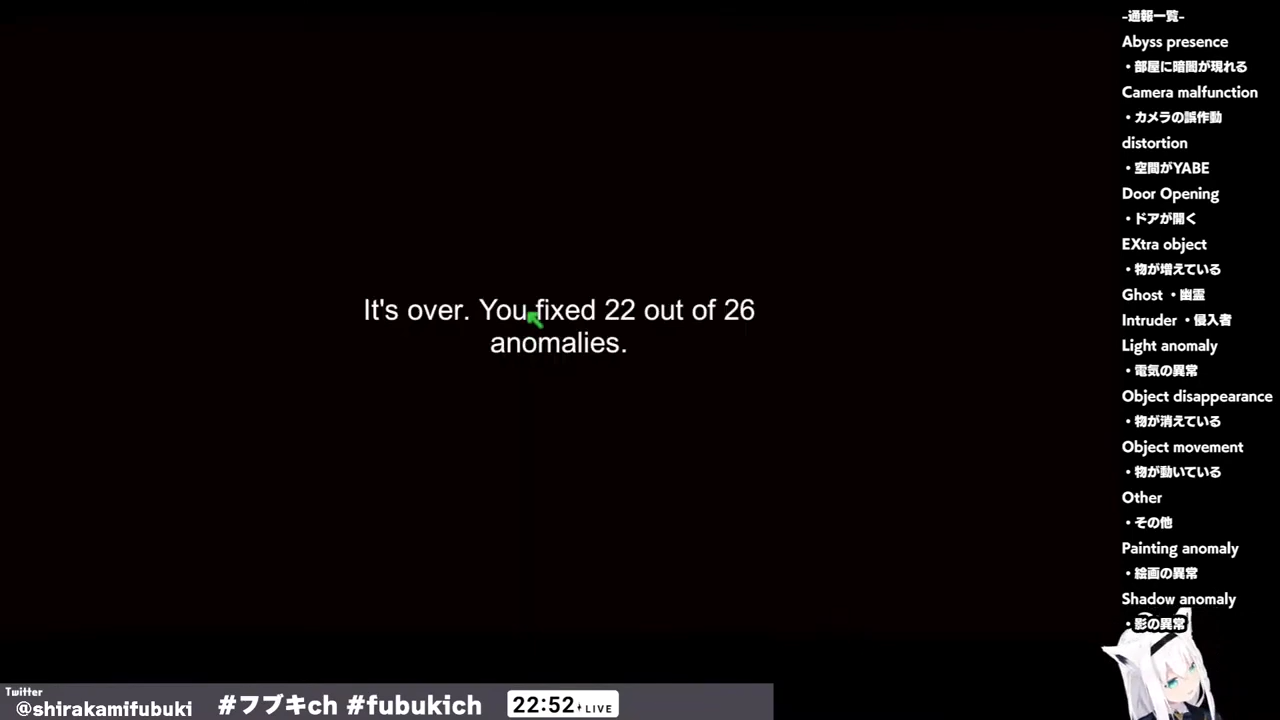 It's over. You fixed 22 out of 26
anomalies.
-通報一覧-
Abyss presence
・部屋に暗闇が現れる
Camera malfunction
・カメラの誤作動
distortion
・空間がYABE
Door Opening
・ドアが開く
EXtra object
・物が増えている
Ghost ・幽霊
Intruder ・侵入者
Light anomaly
・電気の異常
Object disappearance
・物が消えている
Object movement
・物が動いている
Other
・その他
Painting anomaly
・絵画の異常
Shadow anomaly
・影の異常
Twitter
@shirakamifubuki
#フブキch #fubukich
22:52 LIVE